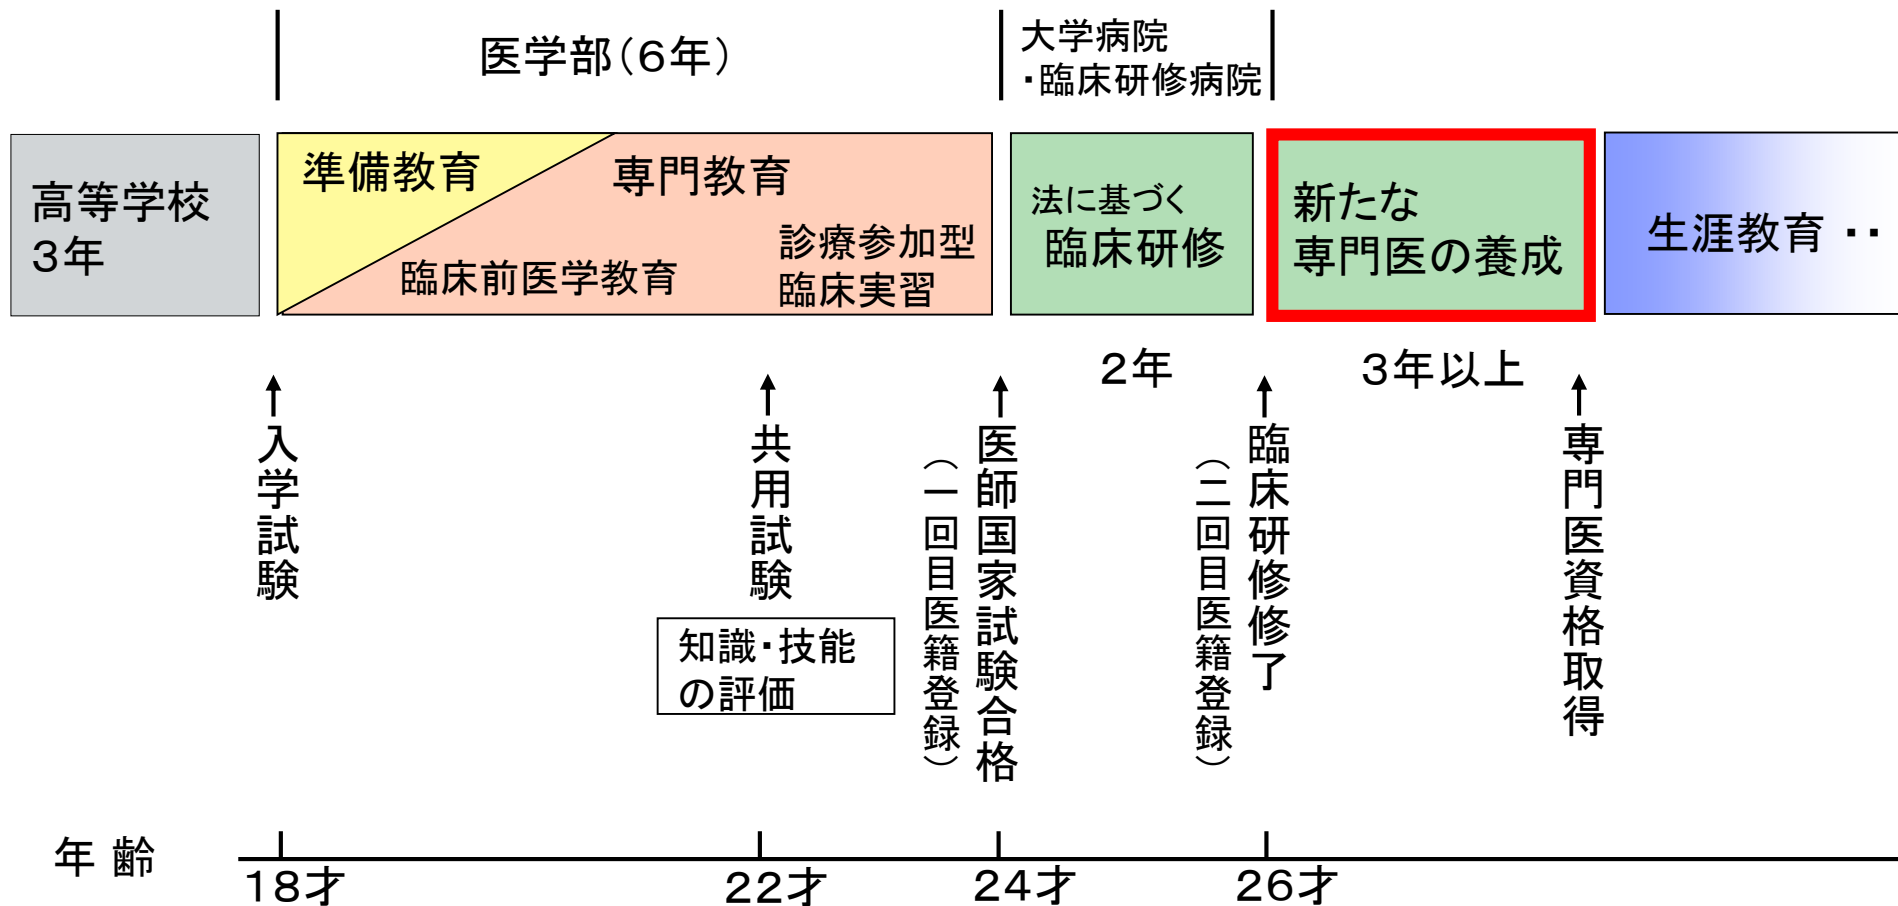 医学部(6年)
大学病院
・臨床研修病院
高等学校
3年
準備教育
専門教育
臨床前医学教育
診療参加型
臨床実習
法に基づく
臨床研修
新たな
専門医の養成
生涯教育 ‥
2年
3年以上
入学試験
共用試験
知識・技能
の評価
医師国家試験合格
(一回目医籍登録)
臨床研修修了
(二回目医籍登録)
専門医資格取得
年 齢
18才
22才
24才
26才